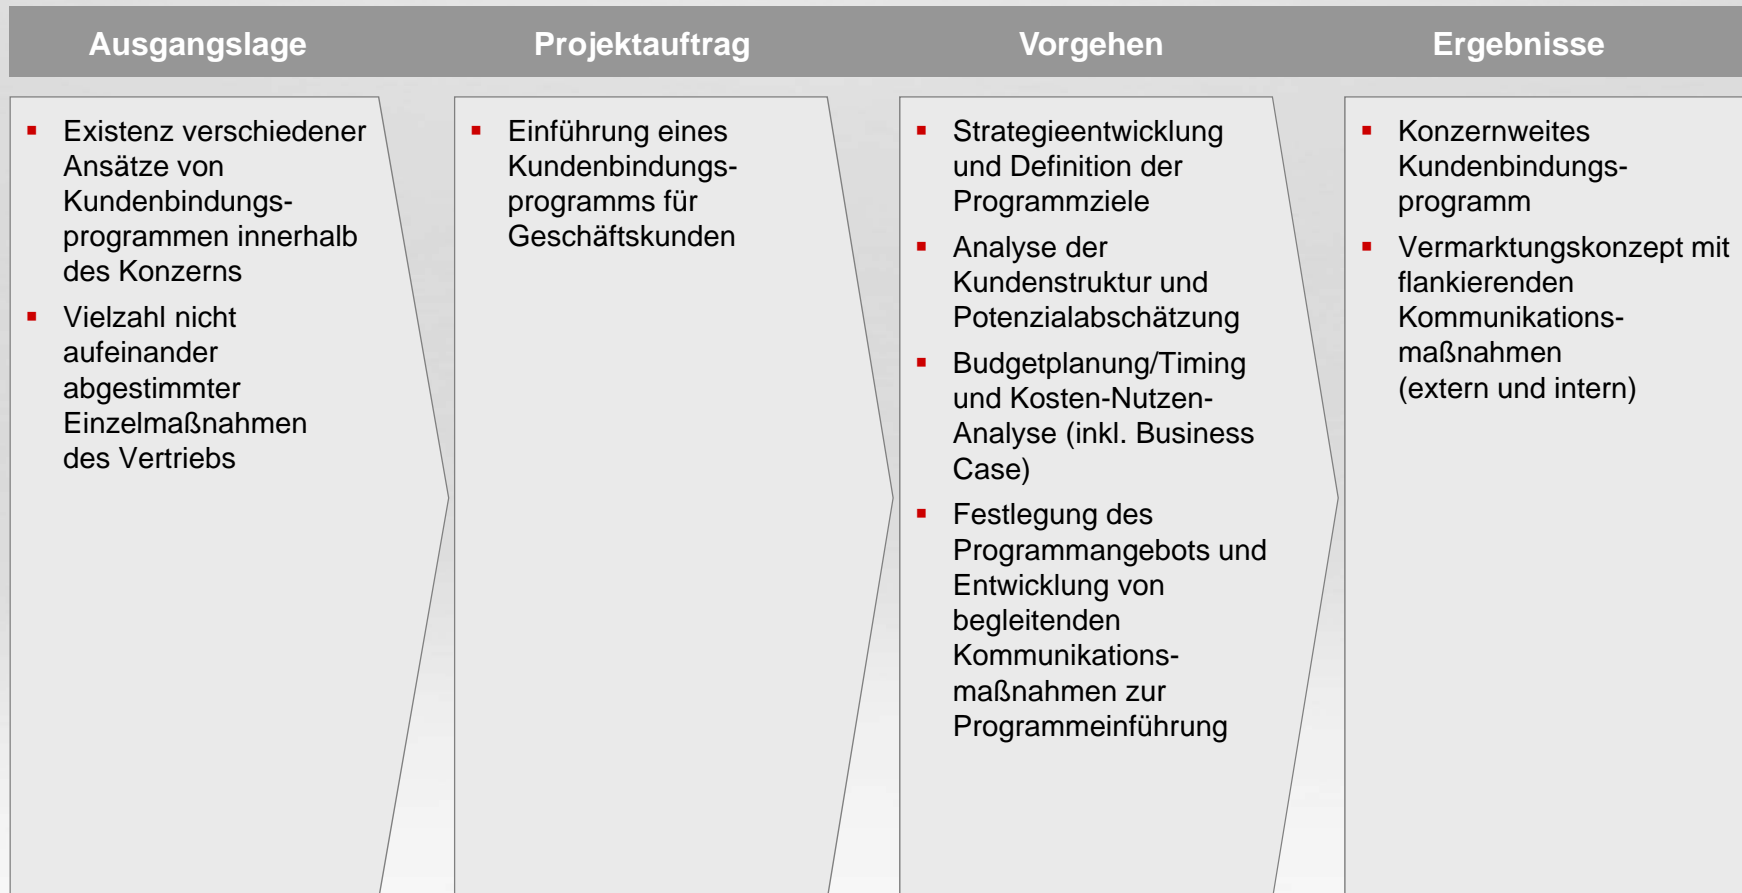 Ausgangslage
Projektauftrag
Vorgehen
Ergebnisse
Existenz verschiedener
Ansätze von
Kundenbindungs-
programmen innerhalb
des Konzerns
Vielzahl nicht
aufeinander
abgestimmter
Einzelmaßnahmen
des Vertriebs
Einführung eines
Kundenbindungs-
programms für
Geschäftskunden
Strategieentwicklung
und Definition der
Programmziele
Analyse der
Kundenstruktur und
Potenzialabschätzung
Budgetplanung/Timing
und Kosten-Nutzen-
Analyse (inkl. Business
Case)
Festlegung des
Programmangebots und
Entwicklung von
begleitenden
Kommunikations-
maßnahmen zur
Programmeinführung
Konzernweites
Kundenbindungs-
programm
Vermarktungskonzept mit
flankierenden
Kommunikations-
maßnahmen
(extern und intern)